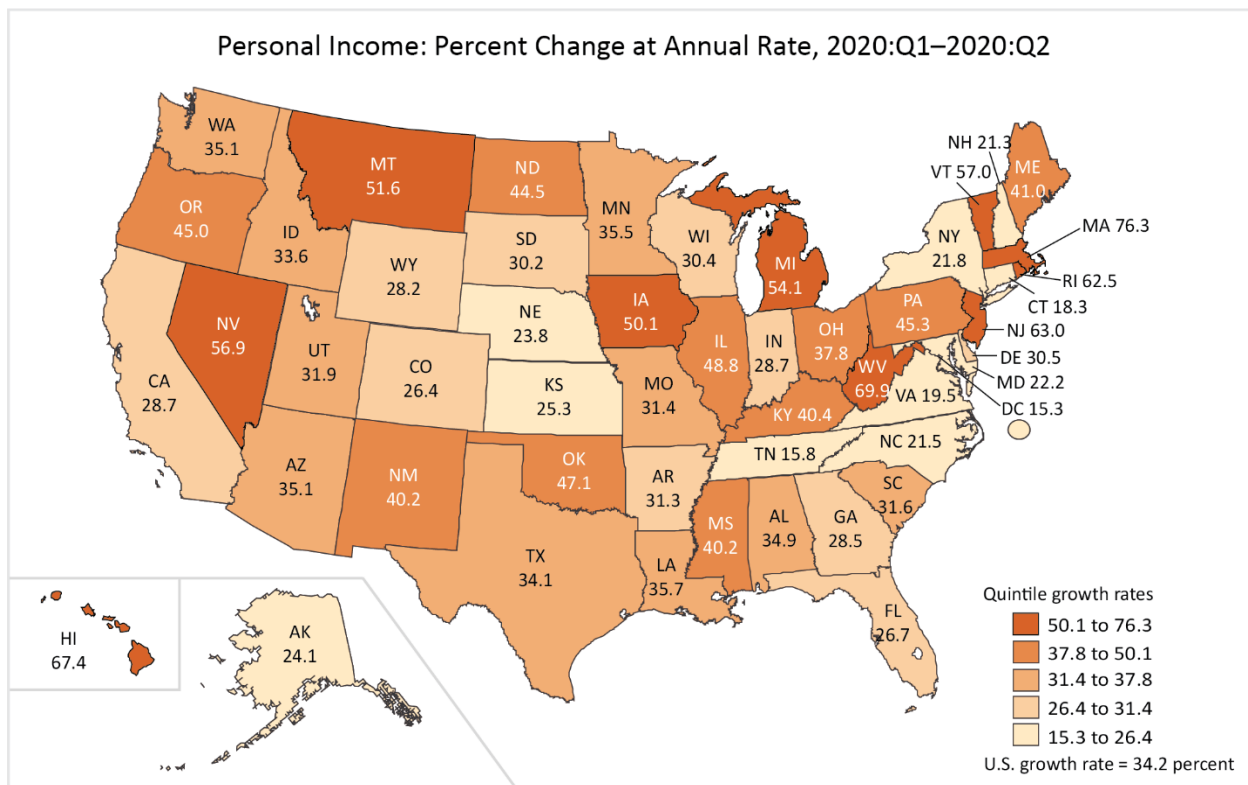 Personal Income: Percent Change at Annual Rate, 2020:Q1–2020:Q2
WA
35.1
MT
51.6
ND
44.5
MN
35.5
NH 21.3
VT 57.0
ME
41.0
OR
45.0
ID
33.6
WY
28.2
SD
30.2
WI
30.4
MI
54.1
NY
21.8
MA 76.3
RI 62.5
CT 18.3
NJ 63.0
DE 30.5
MD 22.2
DC 15.3
NV
56.9
UT
31.9
CO
26.4
NE
23.8
IA
50.1
IL
48.8
IN
28.7
OH
37.8
PA
45.3
WV
69.9
VA 19.5
CA
28.7
KS
25.3
MO
31.4
KY 40.4
NC 21.5
TN 15.8
AZ
35.1
NM
40.2
OK
47.1
AR
31.3
SC
31.6
MS
40.2
AL
34.9
GA
28.5
TX
34.1
LA
35.7
FL
26.7
HI
67.4
AK
24.1
Quintile growth rates
50.1 to 76.3
37.8 to 50.1
31.4 to 37.8
26.4 to 31.4
15.3 to 26.4
U.S. growth rate = 34.2 percent